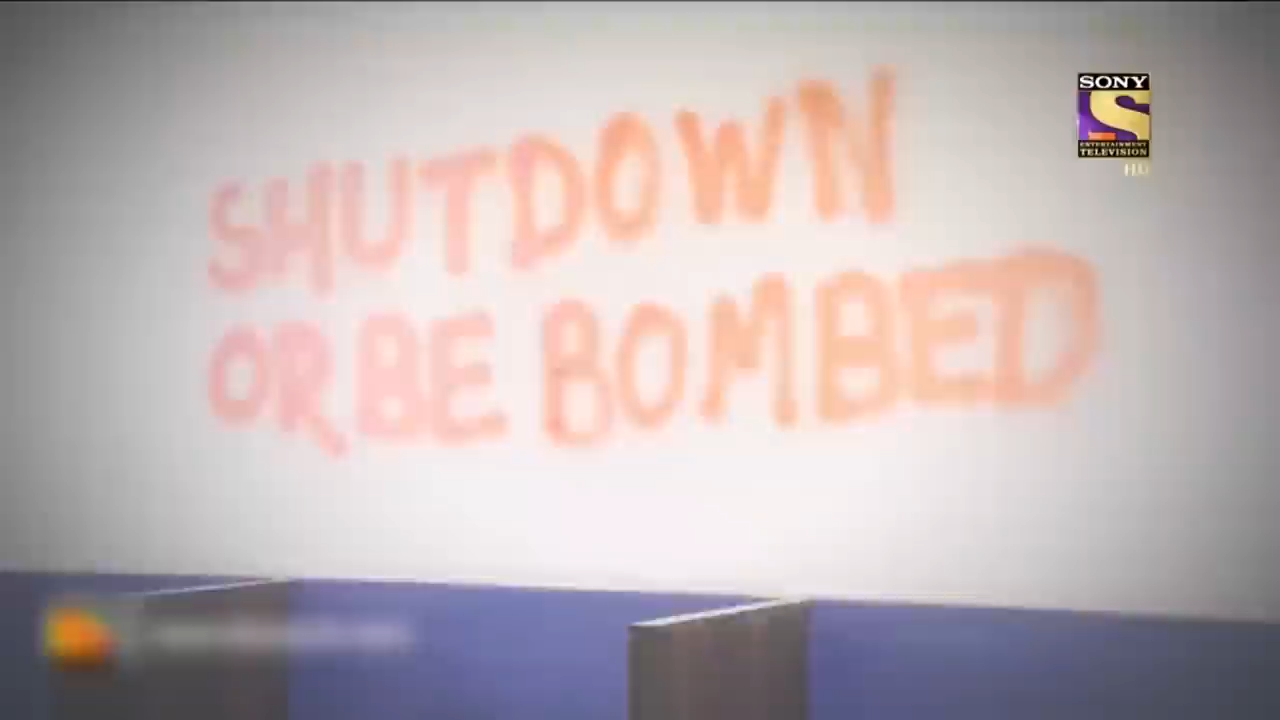 SONY
ENTERTAINMENT
TELEVISION
HD
SHUTDOWN
OR BE BOMBED